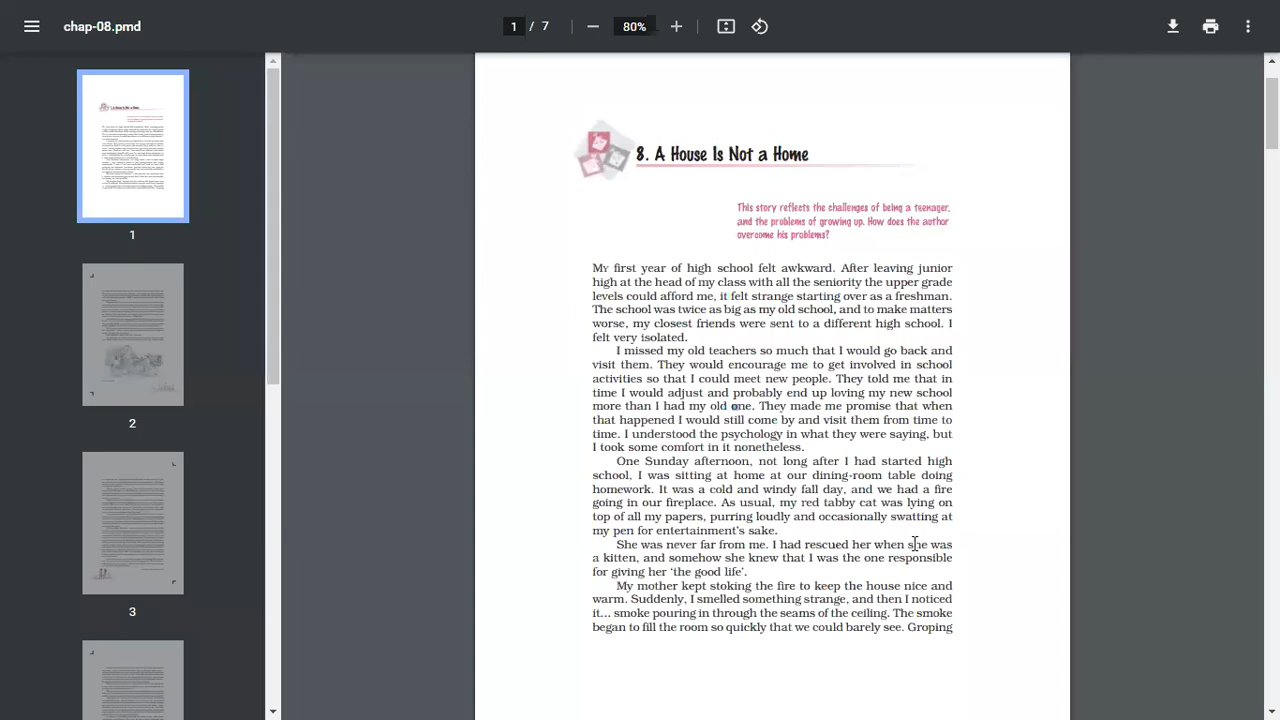 chap-08.pmd
1 / 7
80%
1
2
3
8. A House Is Not a Home
This story reflects the challenges of being a teenager,
and the problems of growing up. How does the author
overcome his problems?
MY first year of high school felt awkward. After leaving junior
high at the head of my class with all the seniority the upper grade
levels could afford me, it felt strange starting over as a freshman.
The school was twice as big as my old school, and to make matters
worse, my closest friends were sent to a different high school. I
felt very isolated.
I missed my old teachers so much that I would go back and
visit them. They would encourage me to get involved in school
activities so that I could meet new people. They told me that in
time I would adjust and probably end up loving my new school
more than I had my old one. They made me promise that when
that happened I would still come by and visit them from time to
time. I understood the psychology in what they were saying, but
I took some comfort in it nonetheless.
One Sunday afternoon, not long after I had started high
school, I was sitting at home at our dining-room table doing
homework. It was a cold and windy fall day, and we had a fire
going in our fireplace. As usual, my red tabby cat was lying on
top of all my papers, purring loudly and occasionally swatting at
my pen for entertainment's sake.
She was never far from me. I had rescued her when she was
a kitten, and somehow she knew that I was the one responsible
for giving her ‘the good life’.
My mother kept stoking the fire to keep the house nice and
warm. Suddenly, I smelled something strange, and then I noticed
it... smoke pouring in through the seams of the ceiling. The smoke
began to fill the room so quickly that we could barely see. Groping